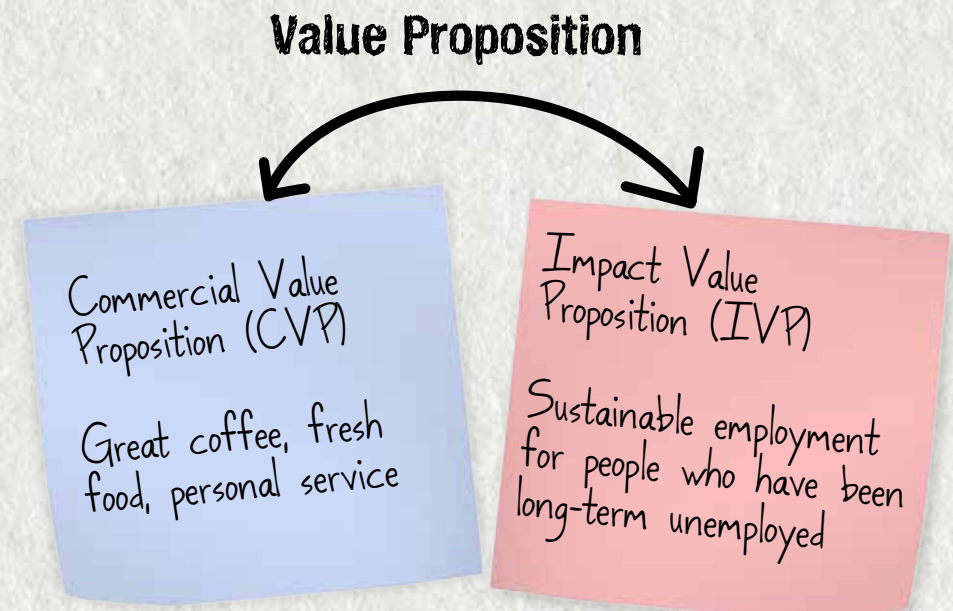 Value Proposition
Commercial Value
Proposition (CVP)
Great coffee, fresh
food, personal service
Impact Value
Proposition (IVP)
Sustainable employment
for people who have been
long-term unemployed